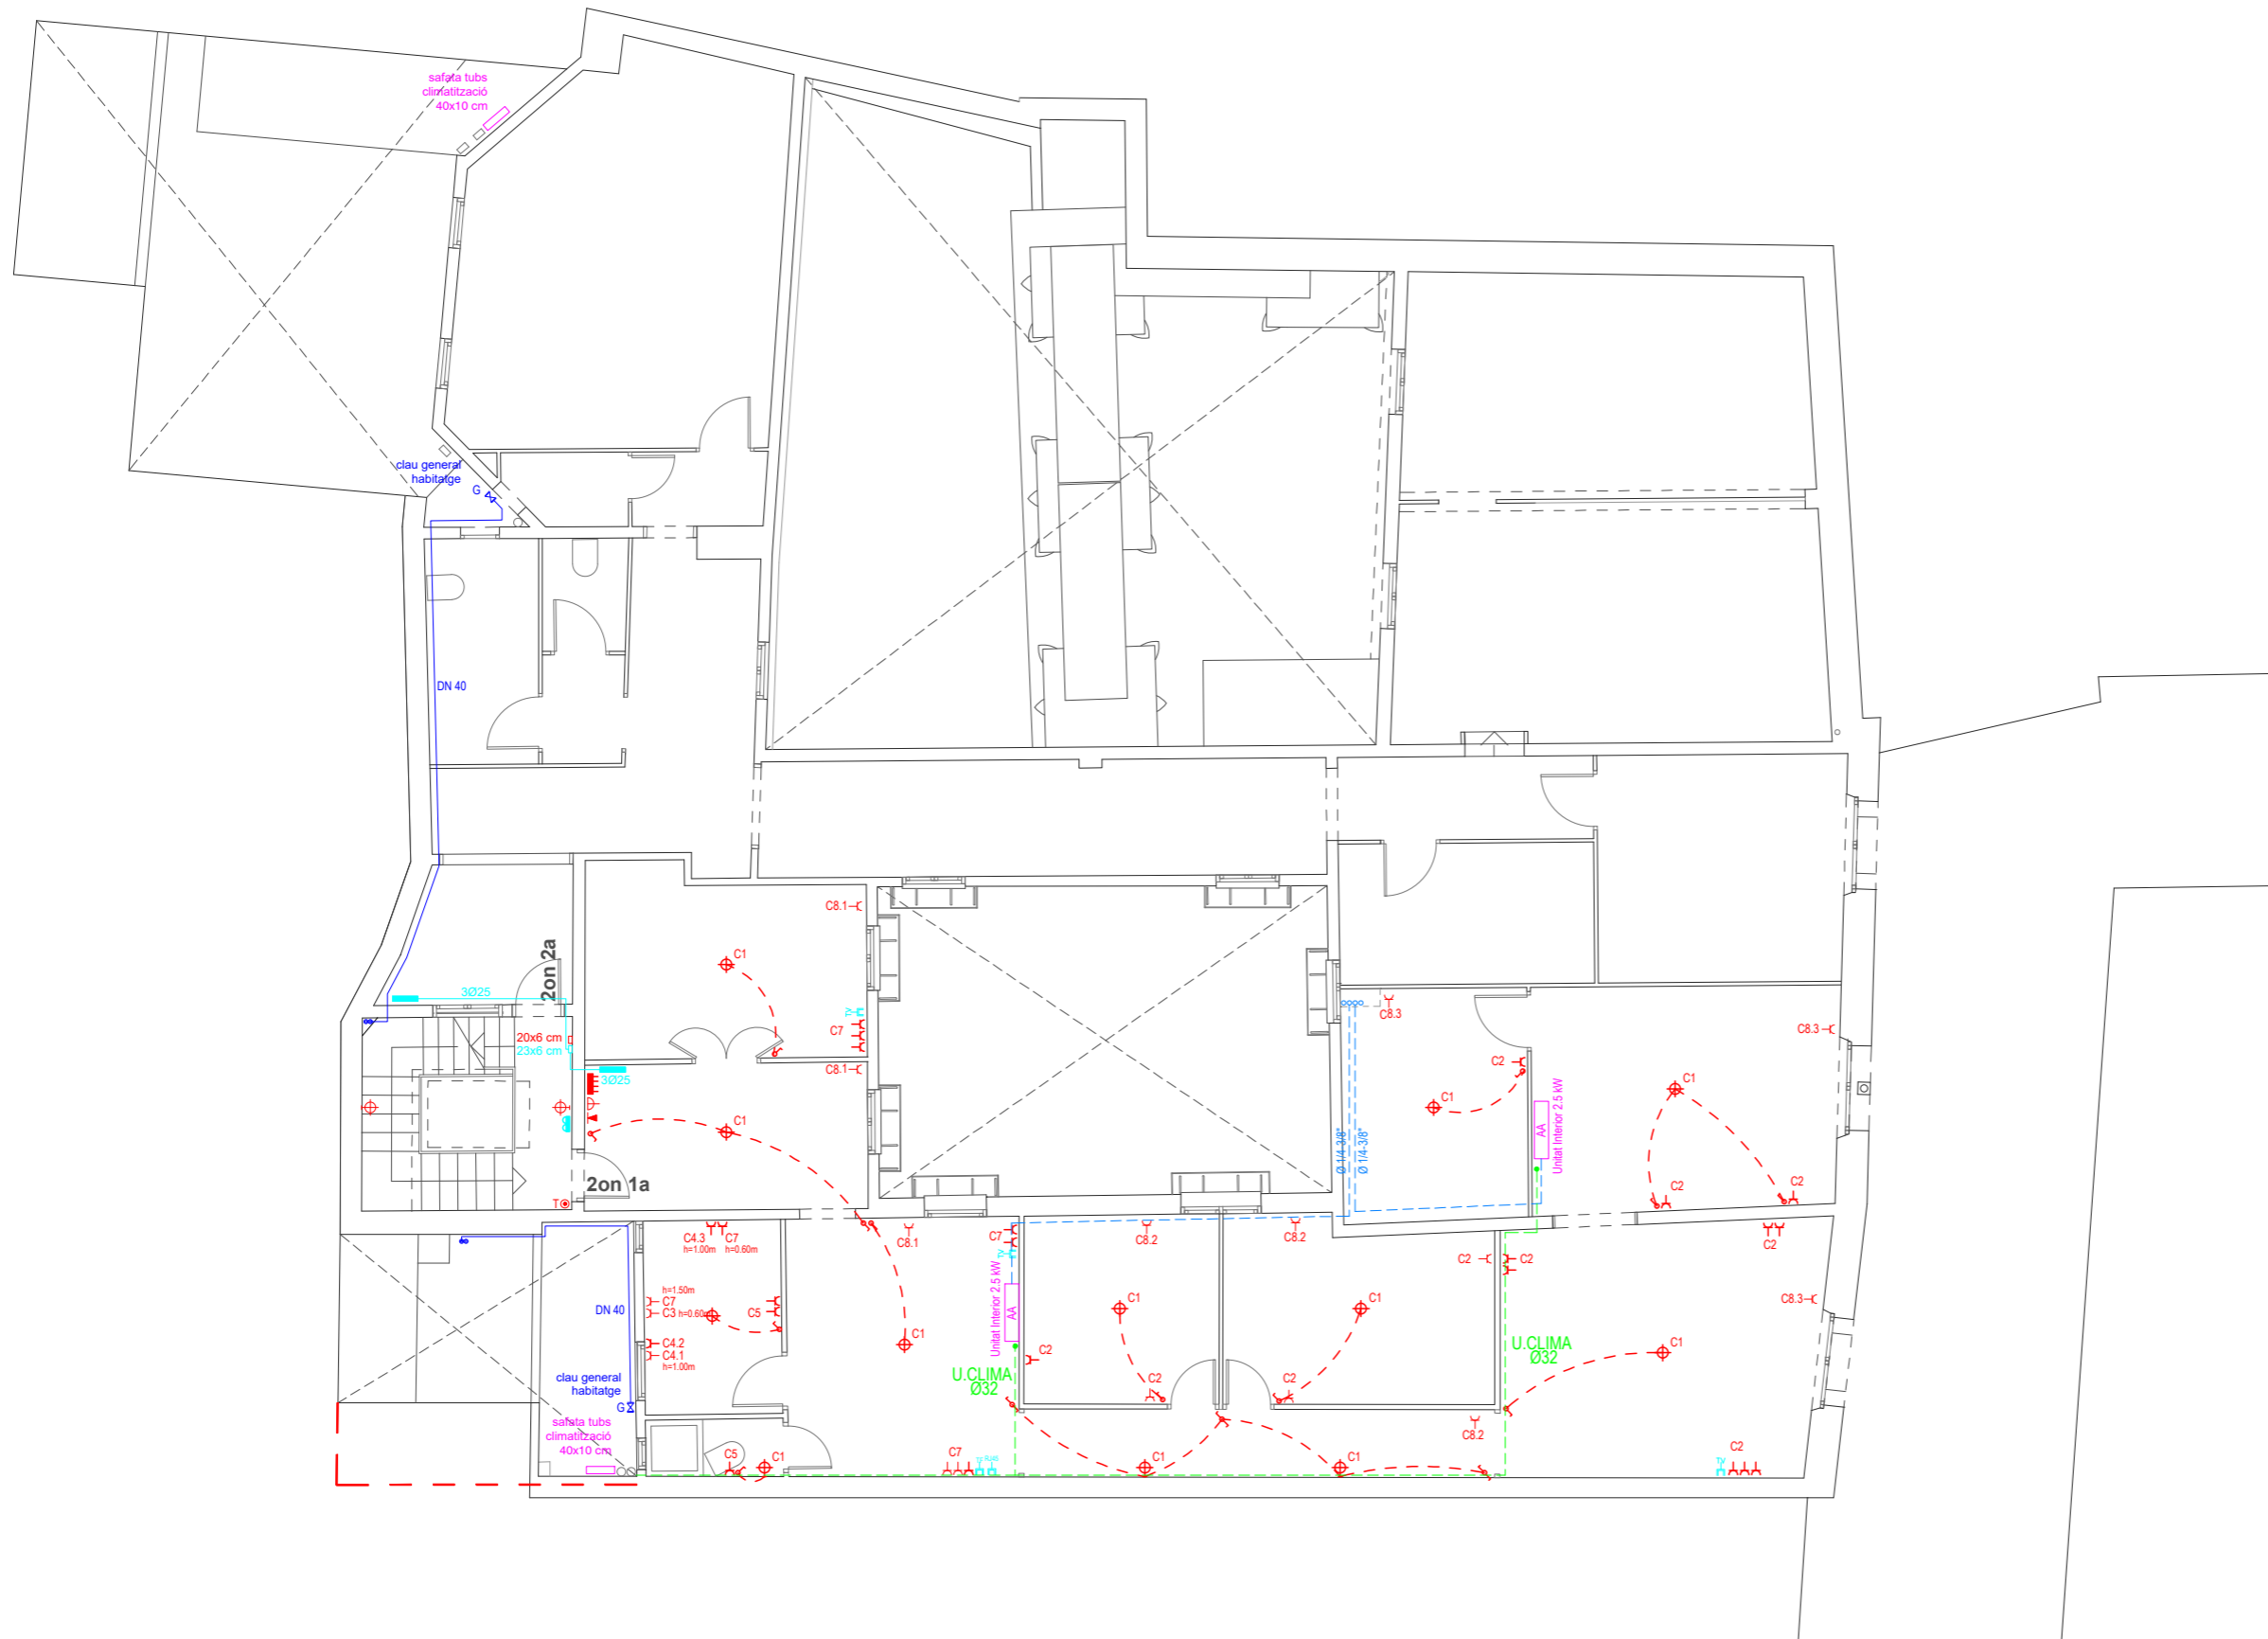 safata tubs
climatització
40x10 cm
clau general
habitatge
G
DN 40
C8.1
C1
2on 2a
3Ø25
TV
C7
20x6 cm
23x6 cm
3Ø25
C8.1
C1
2on 1a
T
C8.3
C8.3
C2
C1
C1
Ø 1/4-3/8"
Ø 1/4-3/8"
AA
Unitat Interior 2.5 kW
C2
C2
C4.3
h=1.00m
C7
h=0.60m
C8.1
C7
TV
C8.2
C8.2
C2
C2
C2
h=1.50m
C7
C3 h=0.60m
C5
DN 40
C4.2
C4.1
h=1.00m
Unitat Interior 2.5 kW
AA
C1
C1
C1
C8.3
C1
C2
U.CLIMA
Ø32
U.CLIMA
Ø32
clau general
habitatge
G
C2
C2
safata tubs
climatització
40x10 cm
C8.2
C5
C1
C7
C1
C1
C2